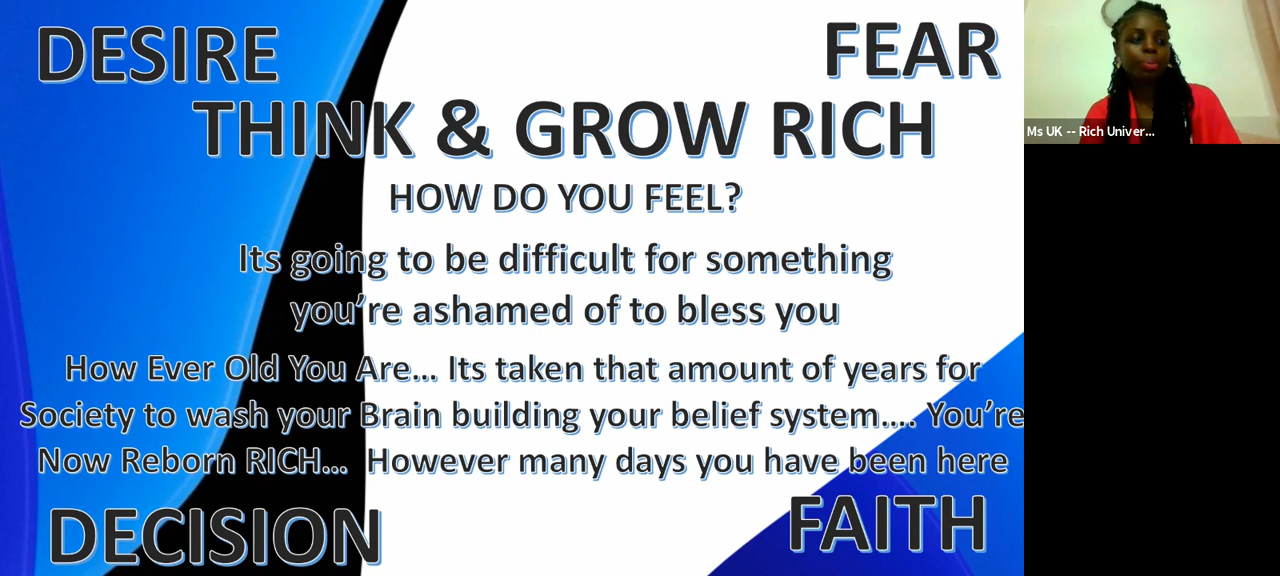 DESIRE
FEAR
THINK & GROW RICH
HOW DO YOU FEEL?
Its going to be difficult for something
you're ashamed of to bless you
How Ever Old You Are... Its taken that amount of years for
Society to wash your Brain building your belief system.... You're
Now Reborn RICH... However many days you have been here
DECISION
FAITH
Ms UK -- Rich Univer...